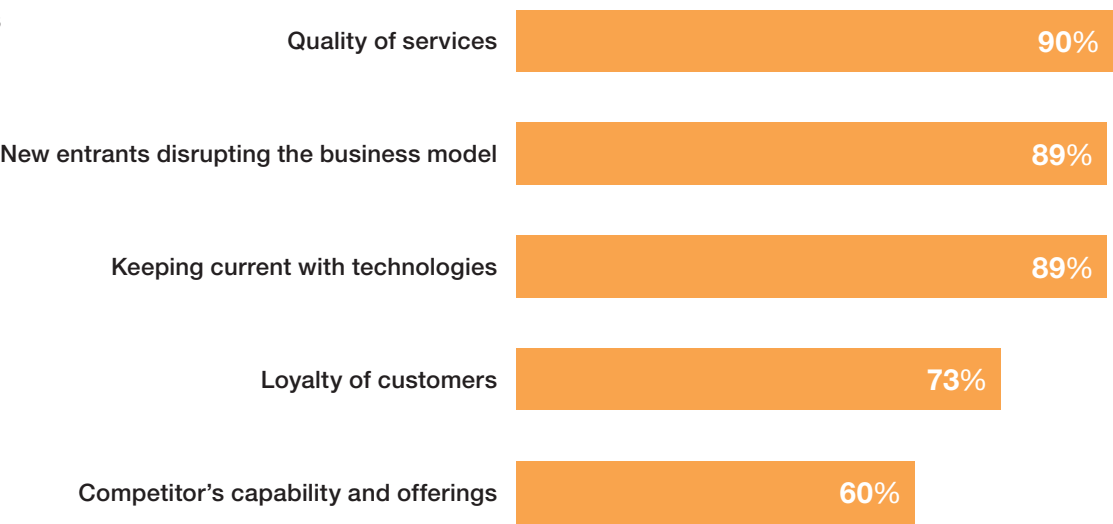 Quality of services 90%
New entrants disrupting the business model 89%
Keeping current with technologies 89%
Loyalty of customers 73%
Competitor’s capability and offerings 60%